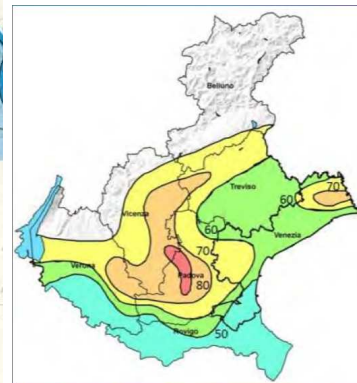 Belluno
Treviso
60
70
Vicenza
60
Venezia
70
Verona
Padova
80
Rovigo
50